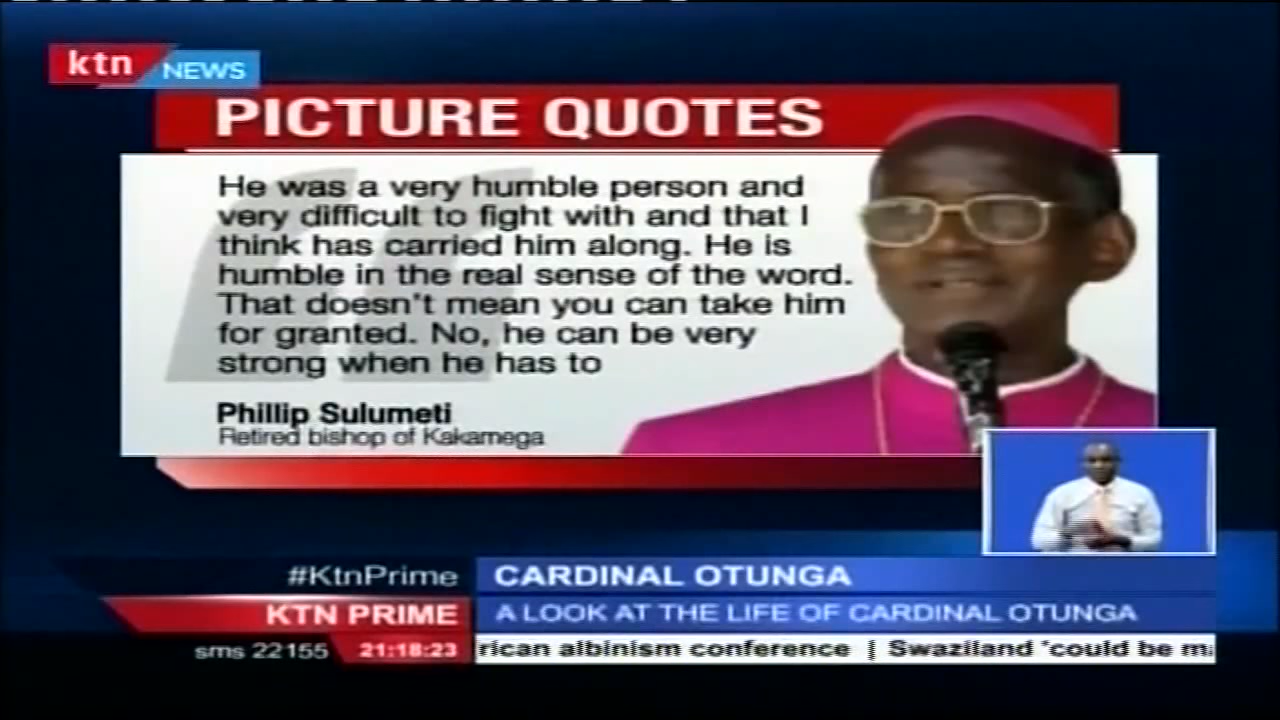 ktn NEWS
PICTURE QUOTES
He was a very humble person and
very difficult to fight with and that I
think has carried him along. He is
humble in the real sense of the word.
That doesn't mean you can take him
for granted. No, he can be very
strong when he has to
Phillip Sulumeti
Retired bishop of Kakamega
#KtnPrime
CARDINAL OTUNGA
KTN PRIME
A LOOK AT THE LIFE OF CARDINAL OTUNGA
sms 22155
21:18:23
rican albinism conference | Swaziland 'could be